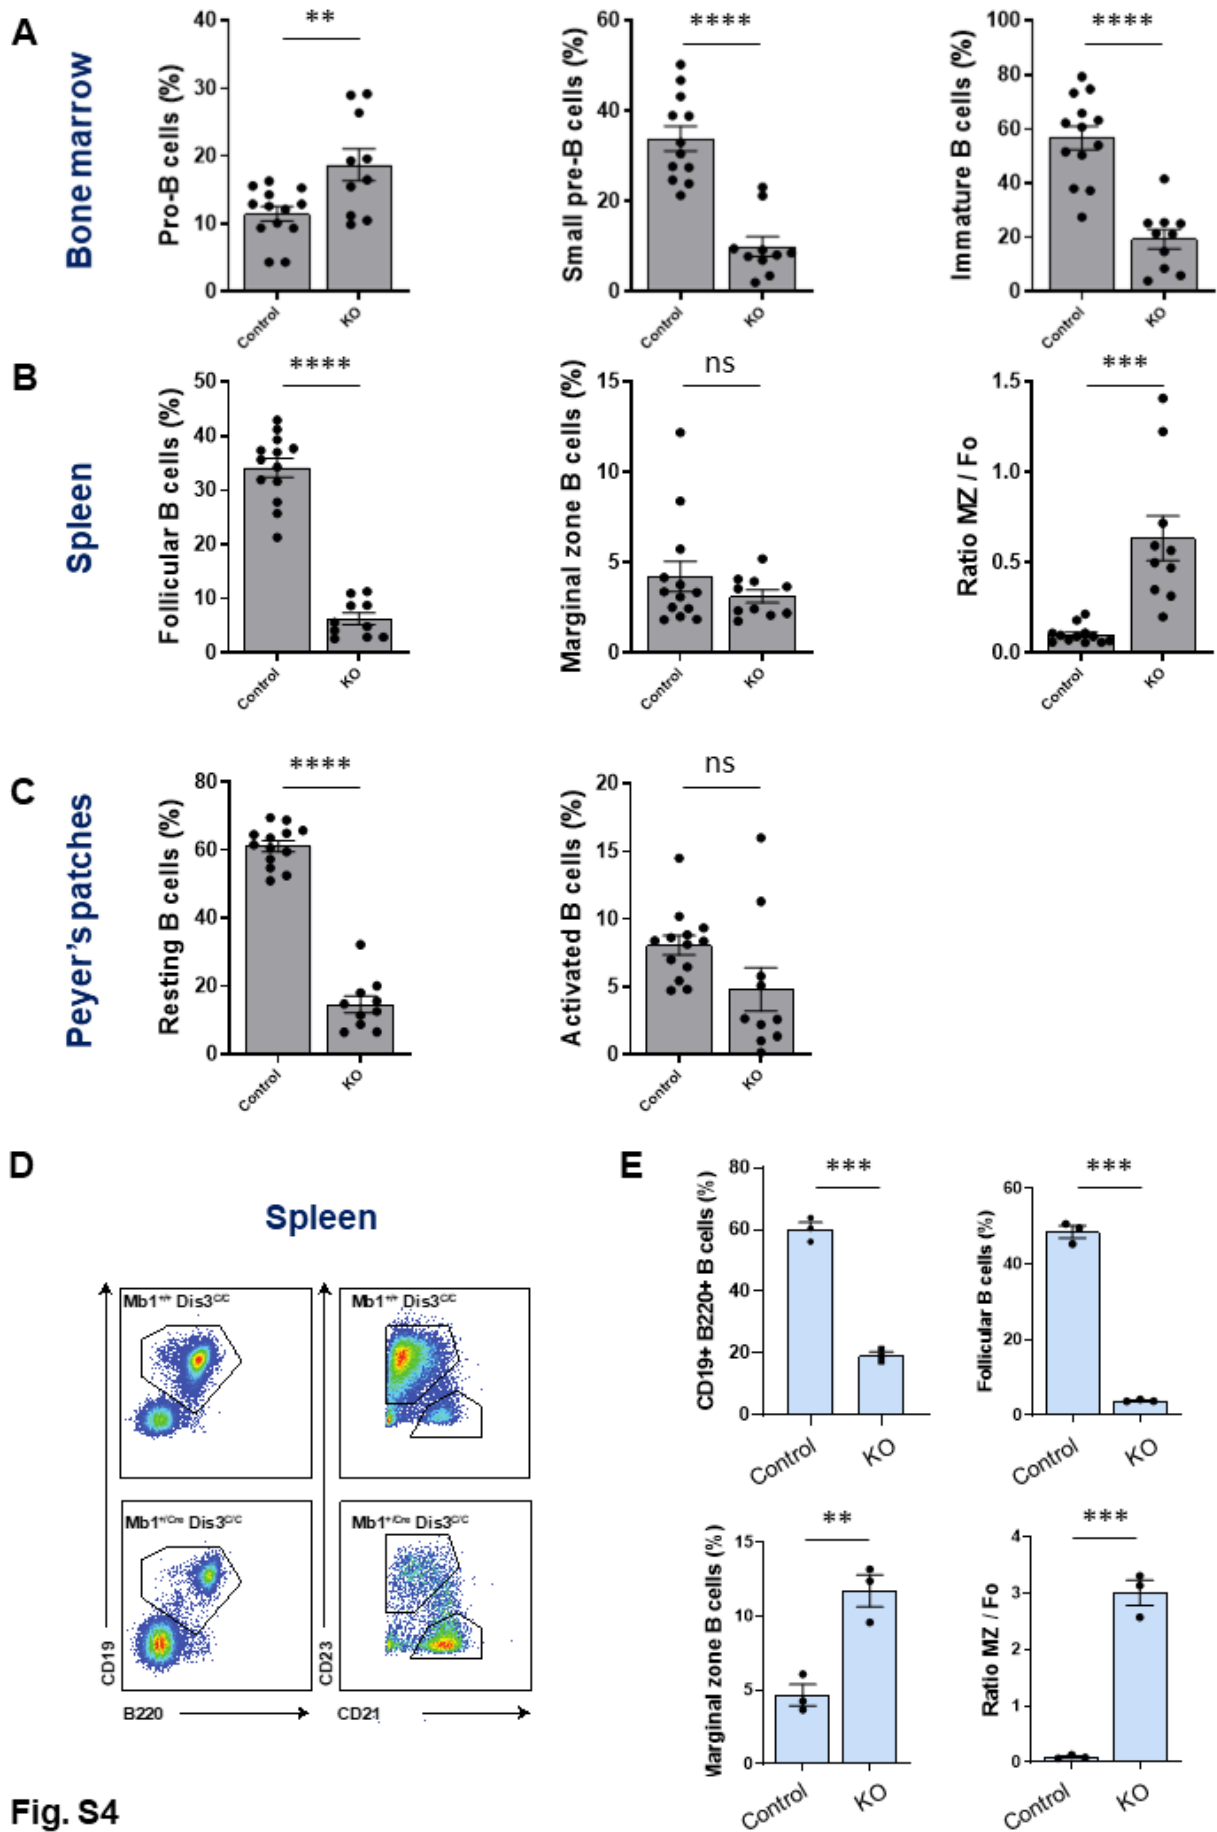 A
Bone marrow
Pro-B cells (%)
40
30
20
10
0
**
Control
KO
Small pre-B cells (%)
60
40
20
0
****
Control
KO
Immature B cells (%)
100
80
60
40
20
0
****
Control
KO
B
Spleen
Follicular B cells (%)
50
40
30
20
10
0
****
Control
KO
Marginal zone B cells (%)
15
10
5
0
ns
Control
KO
Ratio MZ / Fo
1.5
1.0
0.5
0.0
***
Control
KO
C
Peyer's patches
Resting B cells (%)
80
60
40
20
0
****
Control
KO
Activated B cells (%)
20
15
10
5
0
ns
Control
KO
D
Spleen
Mb1+/+ Dis3C/C
Mb1+/+ Dis3C/C
Mb1+/Cre Dis3C/C
Mb1+/Cre Dis3C/C
CD19
CD23
B220
CD21
E
CD19+ B220+ B cells (%)
80
60
40
20
0
***
Control
KO
Follicular B cells (%)
60
40
20
0
***
Control
KO
Marginal zone B cells (%)
15
10
5
0
**
Control
KO
Ratio MZ / Fo
4
3
2
1
0
***
Control
KO
Fig. S4